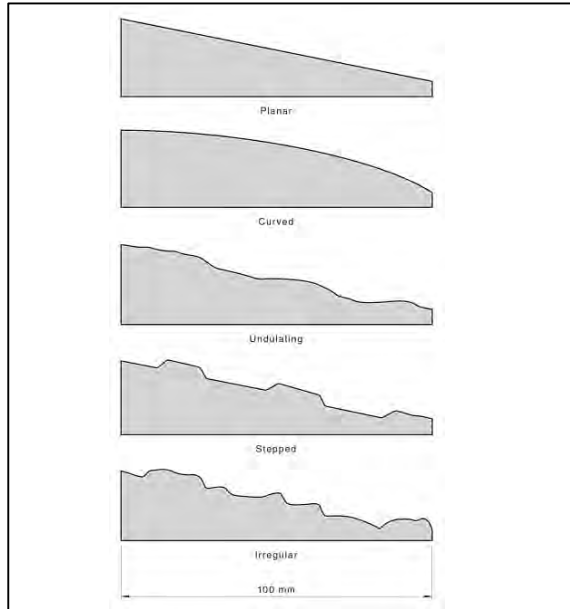 Planar
Curved
Undulating
Stepped
Irregular
100 mm